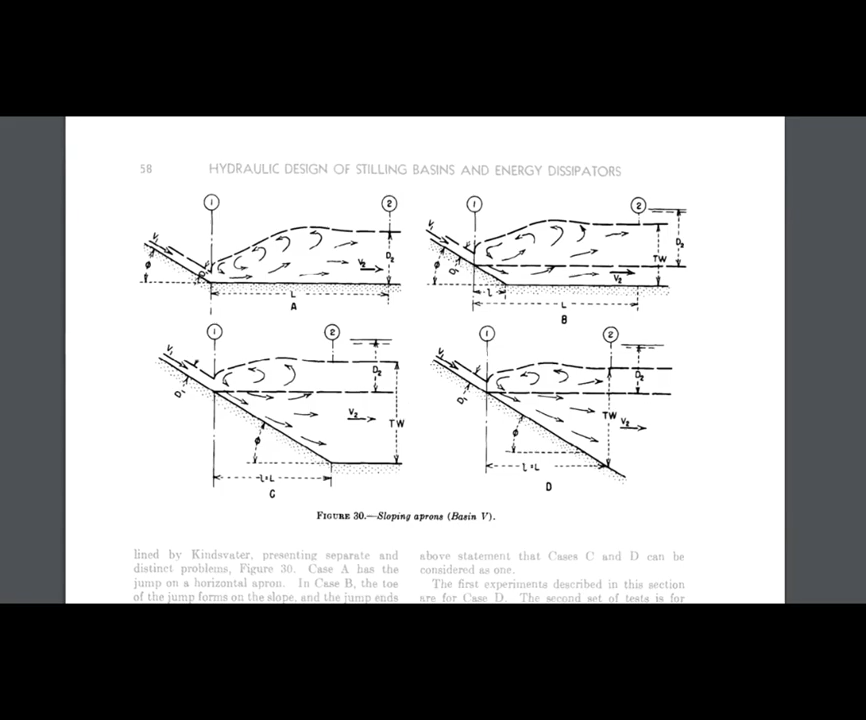 58 HYDRAULIC DESIGN OF STILLING BASINS AND ENERGY DISSIPATORS
1 2 1 2
V₁ V₁
D₂ D₂
TW
ϕ V₂ ϕ D₁ V₂
L l
A L
B
1 2 1 2
V₁ V₁
D₂ D₂
D₁ D₁
V₂ TW TW V₂
ϕ ϕ
l=L l=L
C D
FIGURE 30.—Sloping aprons (Basin V).
lined by Kindsvater, presenting separate and
distinct problems, Figure 30. Case A has the
jump on a horizontal apron. In Case B, the toe
of the jump forms on the slope, and the jump ends
above statement that Cases C and D can be
considered as one.
The first experiments described in this section
are for Case D. The second set of tests is for